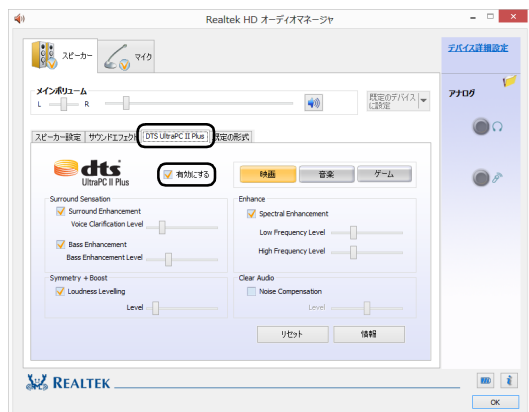 Realtek HD オーディオマネージャ
スピーカー
マイク
デバイス詳細設定
メインボリューム
L
R
既定のデバイス
に設定
アナログ
スピーカー設定
サウンドエフェクト
DTS UltraPC II Plus
既定の形式
dts
UltraPC II Plus
有効にする
映画
音楽
ゲーム
Surround Sensation
Surround Enhancement
Voice Clarification Level
Bass Enhancement
Bass Enhancement Level
Enhance
Spectral Enhancement
Low Frequency Level
High Frequency Level
Symmetry + Boost
Loudness Levelling
Level
Clear Audio
Noise Compensation
Level
リセット
情報
REALTEK
OK